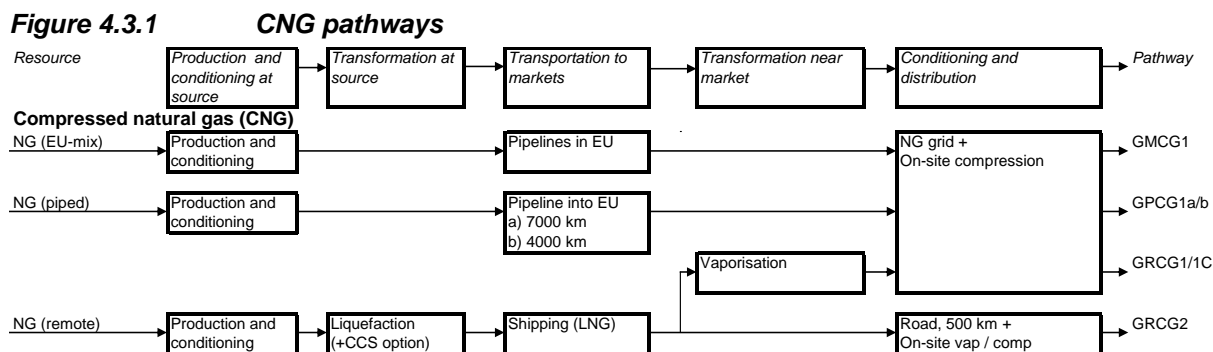 Figure 4.3.1 CNG pathways
Resource
Production and
conditioning at
source
Transformation at
source
Transportation to
markets
Transformation near
market
Conditioning and
distribution
Pathway
Compressed natural gas (CNG)
NG (EU-mix)
Production and
conditioning
Pipelines in EU
NG grid +
On-site compression
GMCG1
NG (piped)
Production and
conditioning
Pipeline into EU
a) 7000 km
b) 4000 km
GPCG1a/b
Vaporisation
GRCG1/1C
NG (remote)
Production and
conditioning
Liquefaction
(+CCS option)
Shipping (LNG)
Road, 500 km +
On-site vap / comp
GRCG2